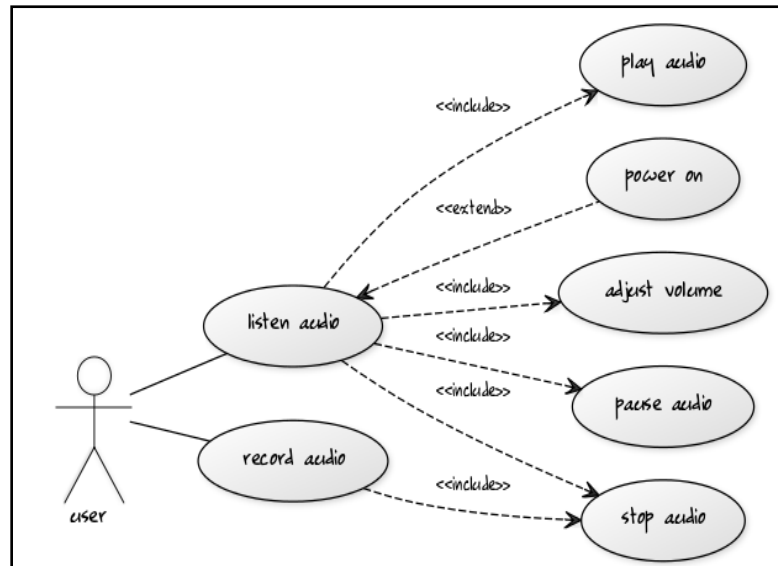 play audio
<<include>>
power on
<<extend>>
<<include>>
adjust volume
listen audio
<<include>>
<<include>>
pause audio
record audio
<<include>>
stop audio
user